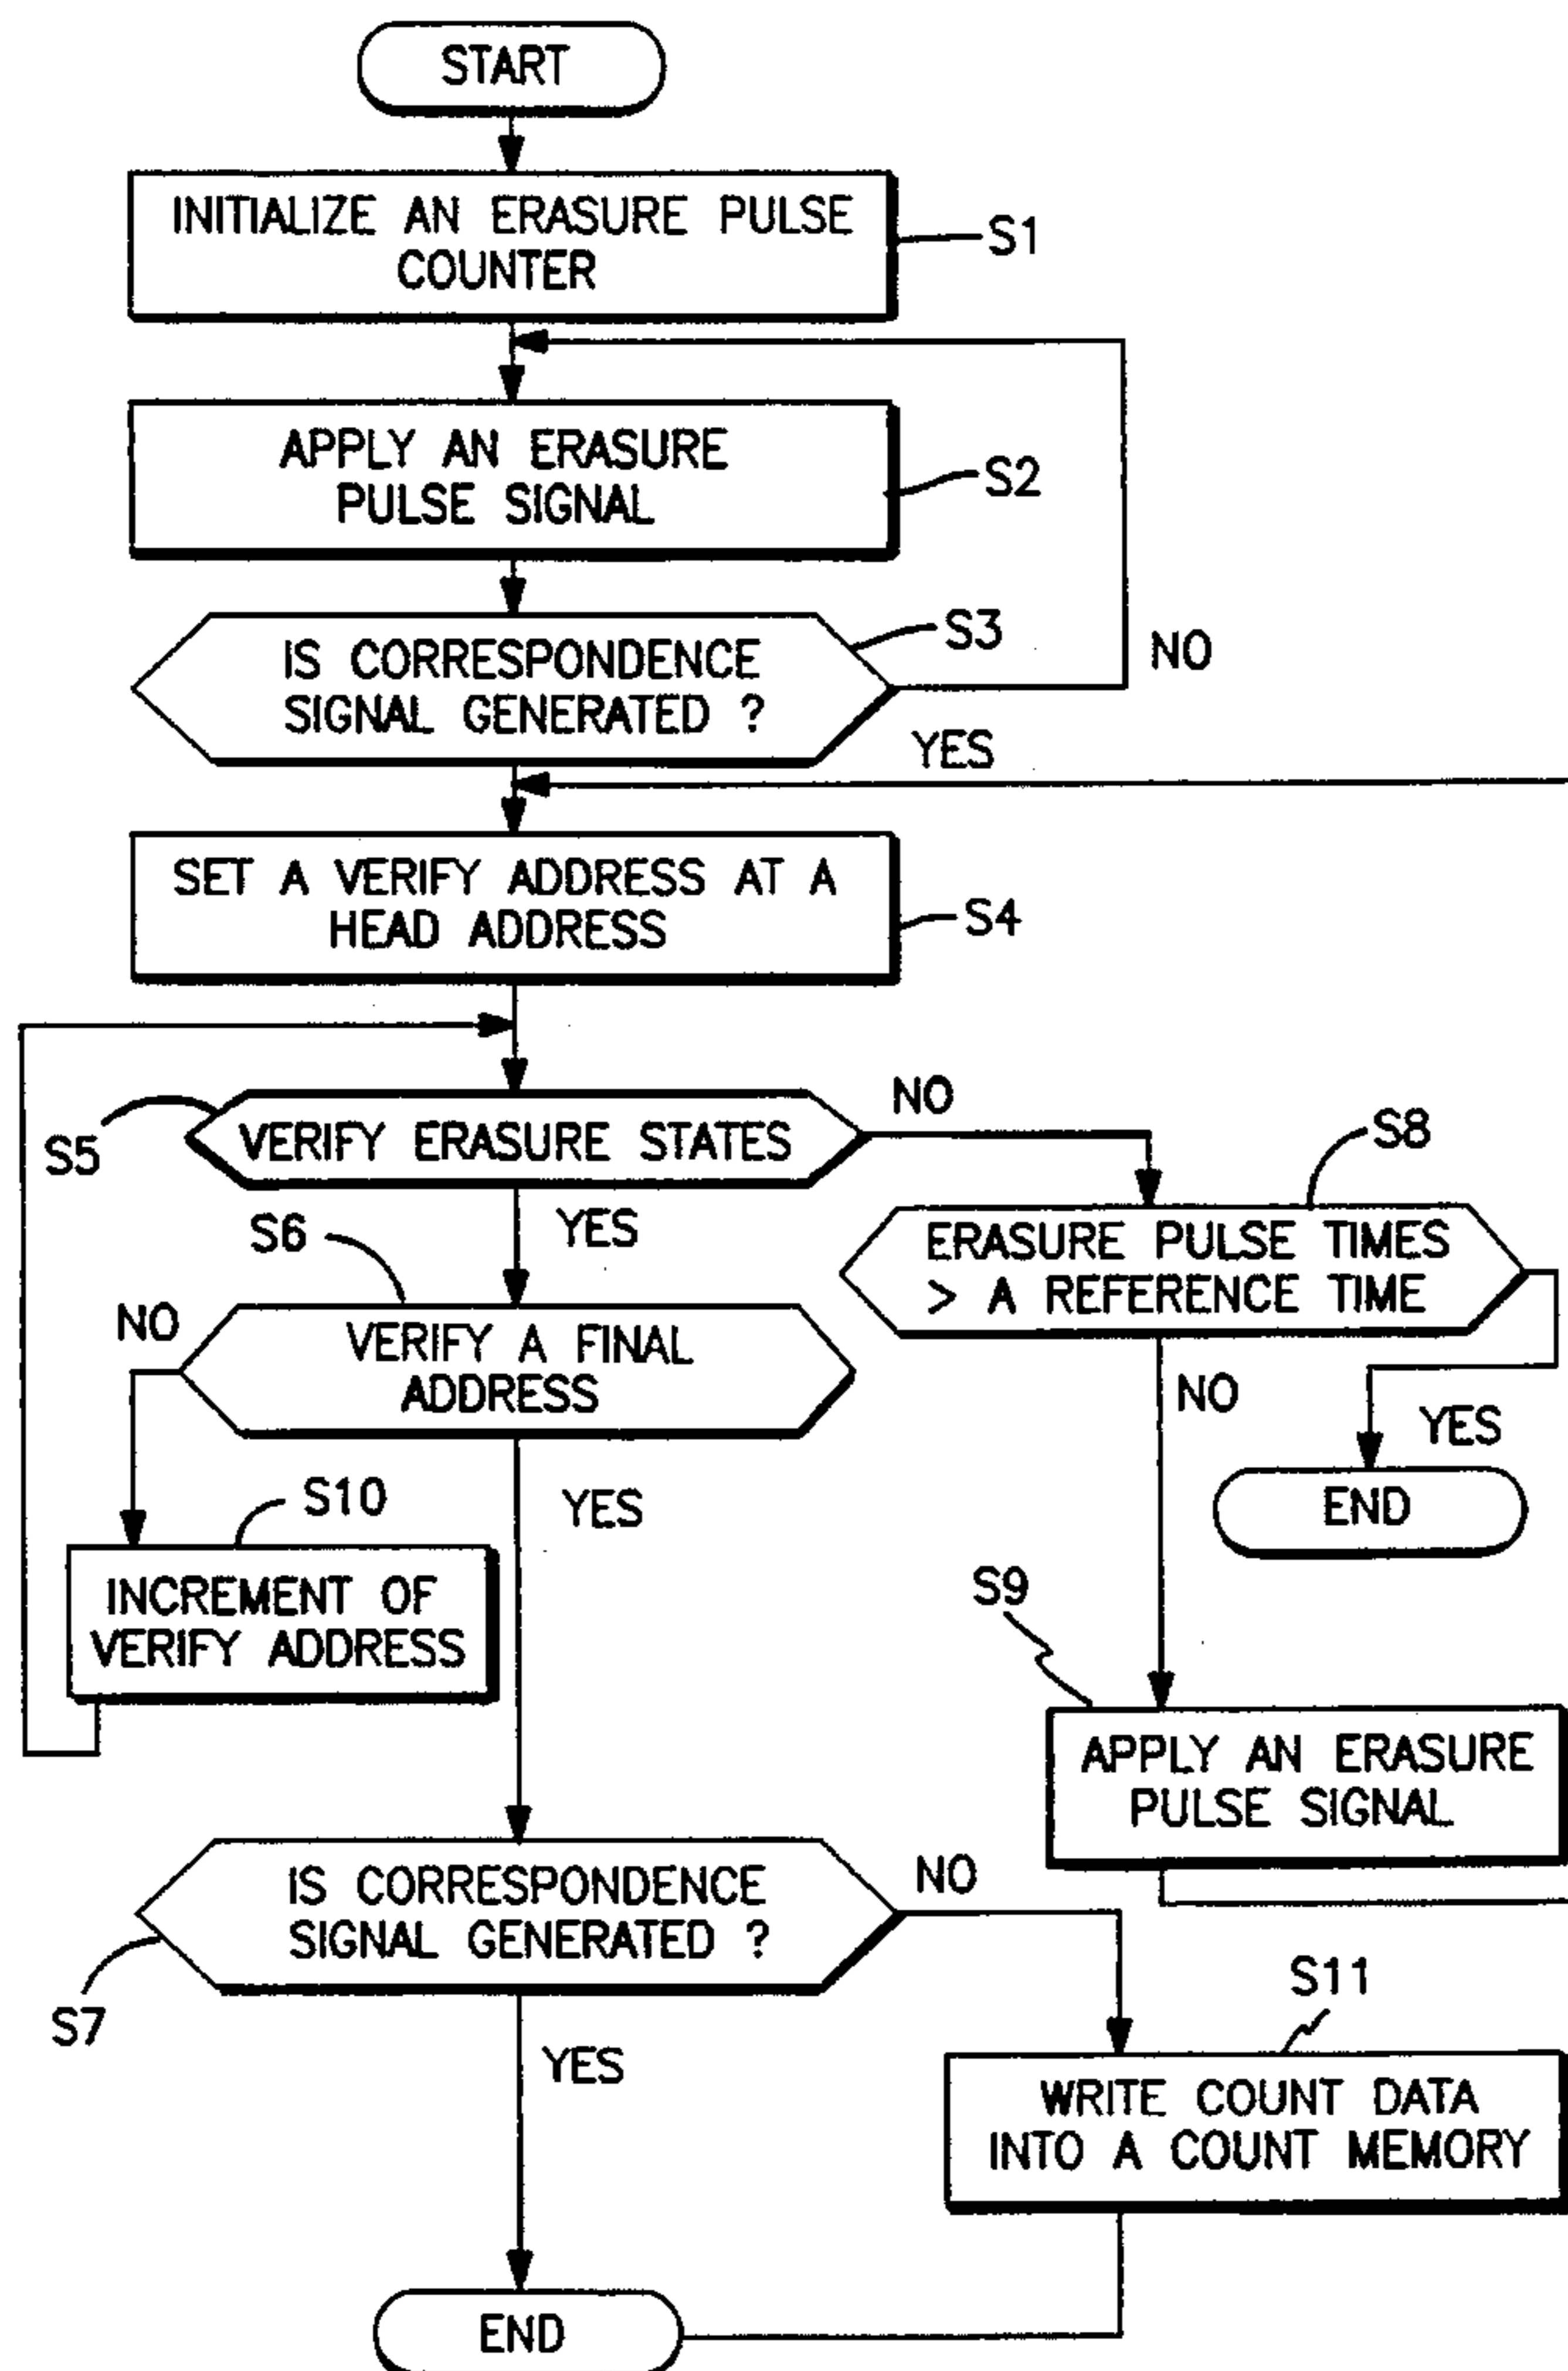 START
INITIALIZE AN ERASURE PULSE
COUNTER
S1
APPLY AN ERASURE
PULSE SIGNAL
S2
IS CORRESPONDENCE
SIGNAL GENERATED ?
S3
NO
YES
SET A VERIFY ADDRESS AT A
HEAD ADDRESS
S4
VERIFY ERASURE STATES
S5
NO
YES
S8
ERASURE PULSE TIMES
> A REFERENCE TIME
S6
NO
VERIFY A FINAL
ADDRESS
NO
YES
END
YES
S10
INCREMENT OF
VERIFY ADDRESS
S9
APPLY AN ERASURE
PULSE SIGNAL
IS CORRESPONDENCE
SIGNAL GENERATED ?
NO
S7
YES
S11
WRITE COUNT DATA
INTO A COUNT MEMORY
END